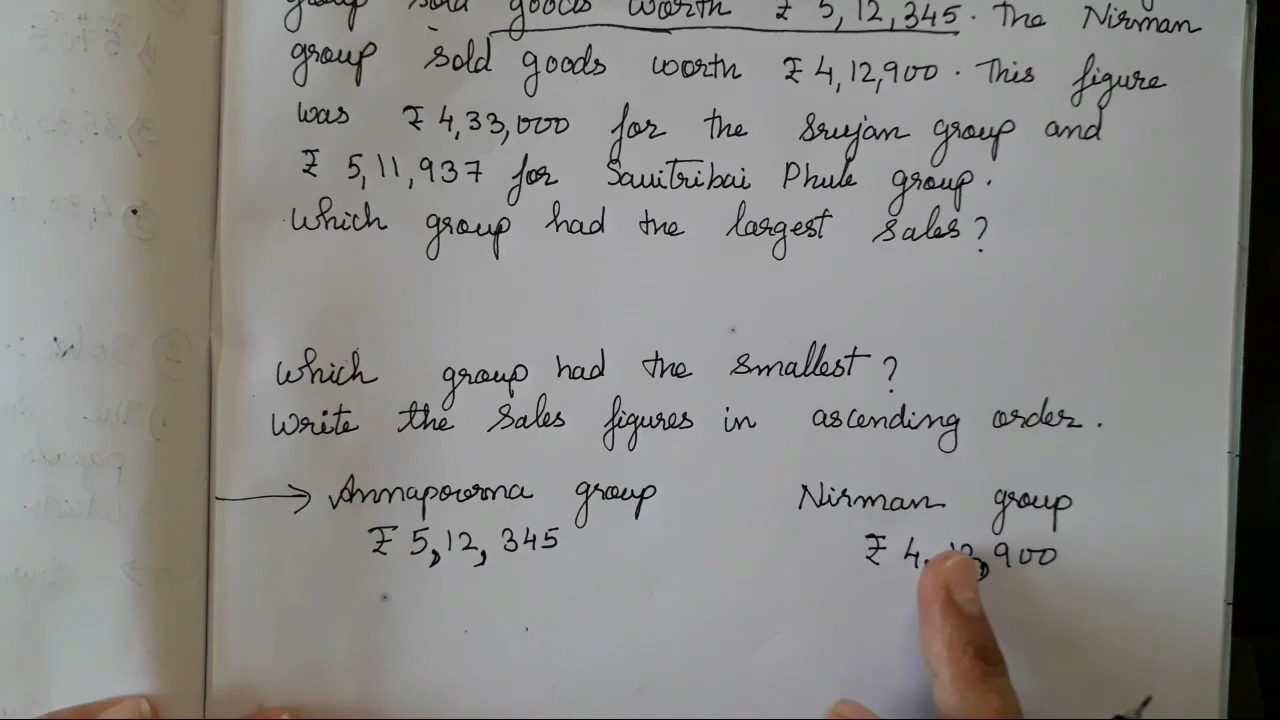 group sold goods worth ₹ 5,12,345. The Nirman
group sold goods worth ₹ 4,12,900. This figure
was ₹ 4,33,000 for the Srujan group and
₹ 5,11,937 for Savitribai Phule group.
Which group had the largest sales?
Which group had the smallest?
Write the sales figures in ascending order.
→ Annapoorna group Nirman group
₹ 5,12,345 ₹ 4,12,900